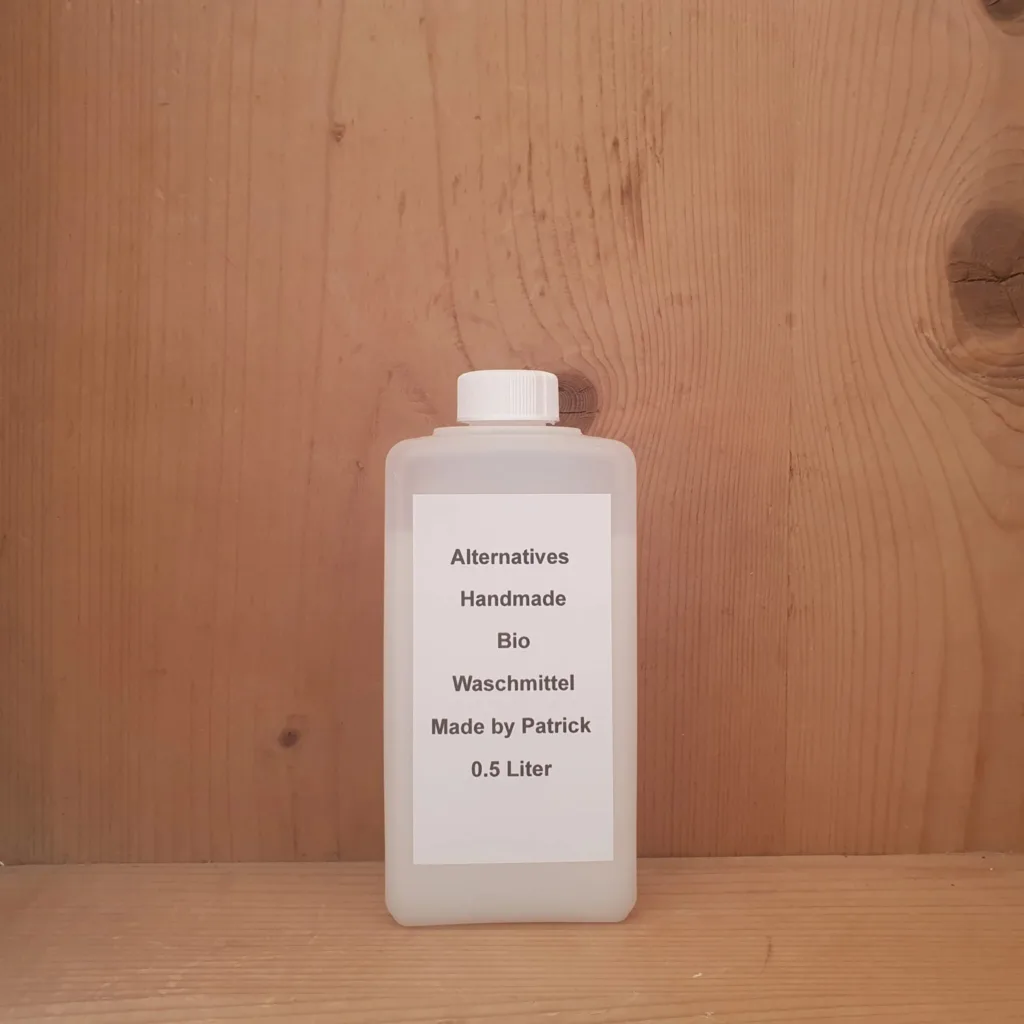 Alternatives
Handmade
Bio
Waschmittel
Made by Patrick
0.5 Liter